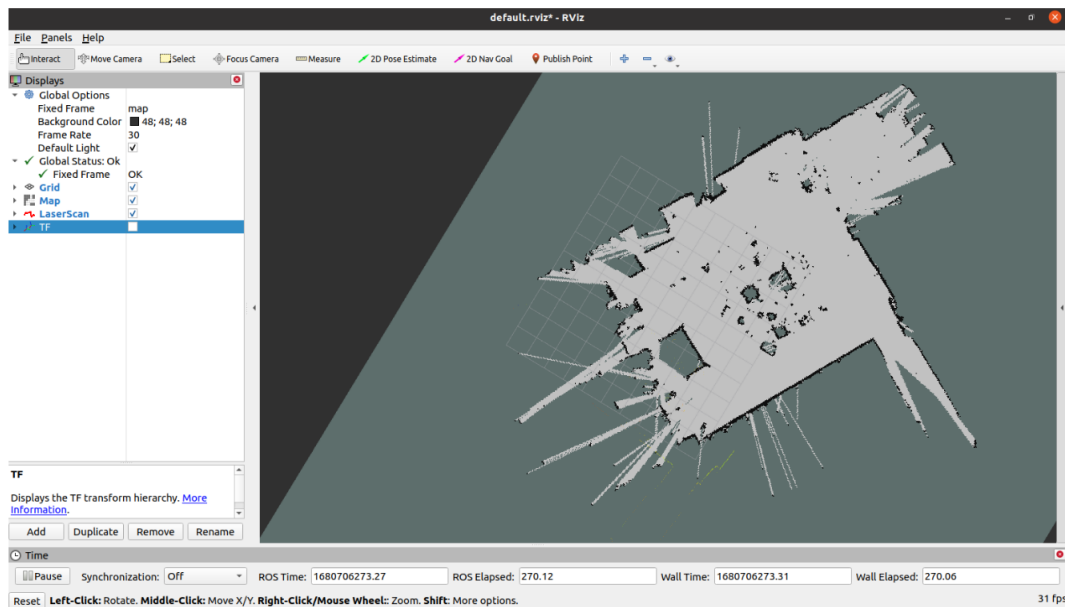 default.rviz* - RViz
File Panels Help
Interact Move Camera Select Focus Camera Measure 2D Pose Estimate 2D Nav Goal Publish Point
Displays
Global Options
Fixed Frame map
Background Color 48; 48; 48
Frame Rate 30
Default Light
Global Status: Ok
Fixed Frame OK
Grid
Map
LaserScan
TF
TF
Displays the TF transform hierarchy. More
Information.
Add Duplicate Remove Rename
Time
Pause Synchronization: Off ROS Time: 1680706273.27 ROS Elapsed: 270.12 Wall Time: 1680706273.31 Wall Elapsed: 270.06
Reset Left-Click: Rotate. Middle-Click: Move X/Y. Right-Click/Mouse Wheel:: Zoom. Shift: More options. 31 fps